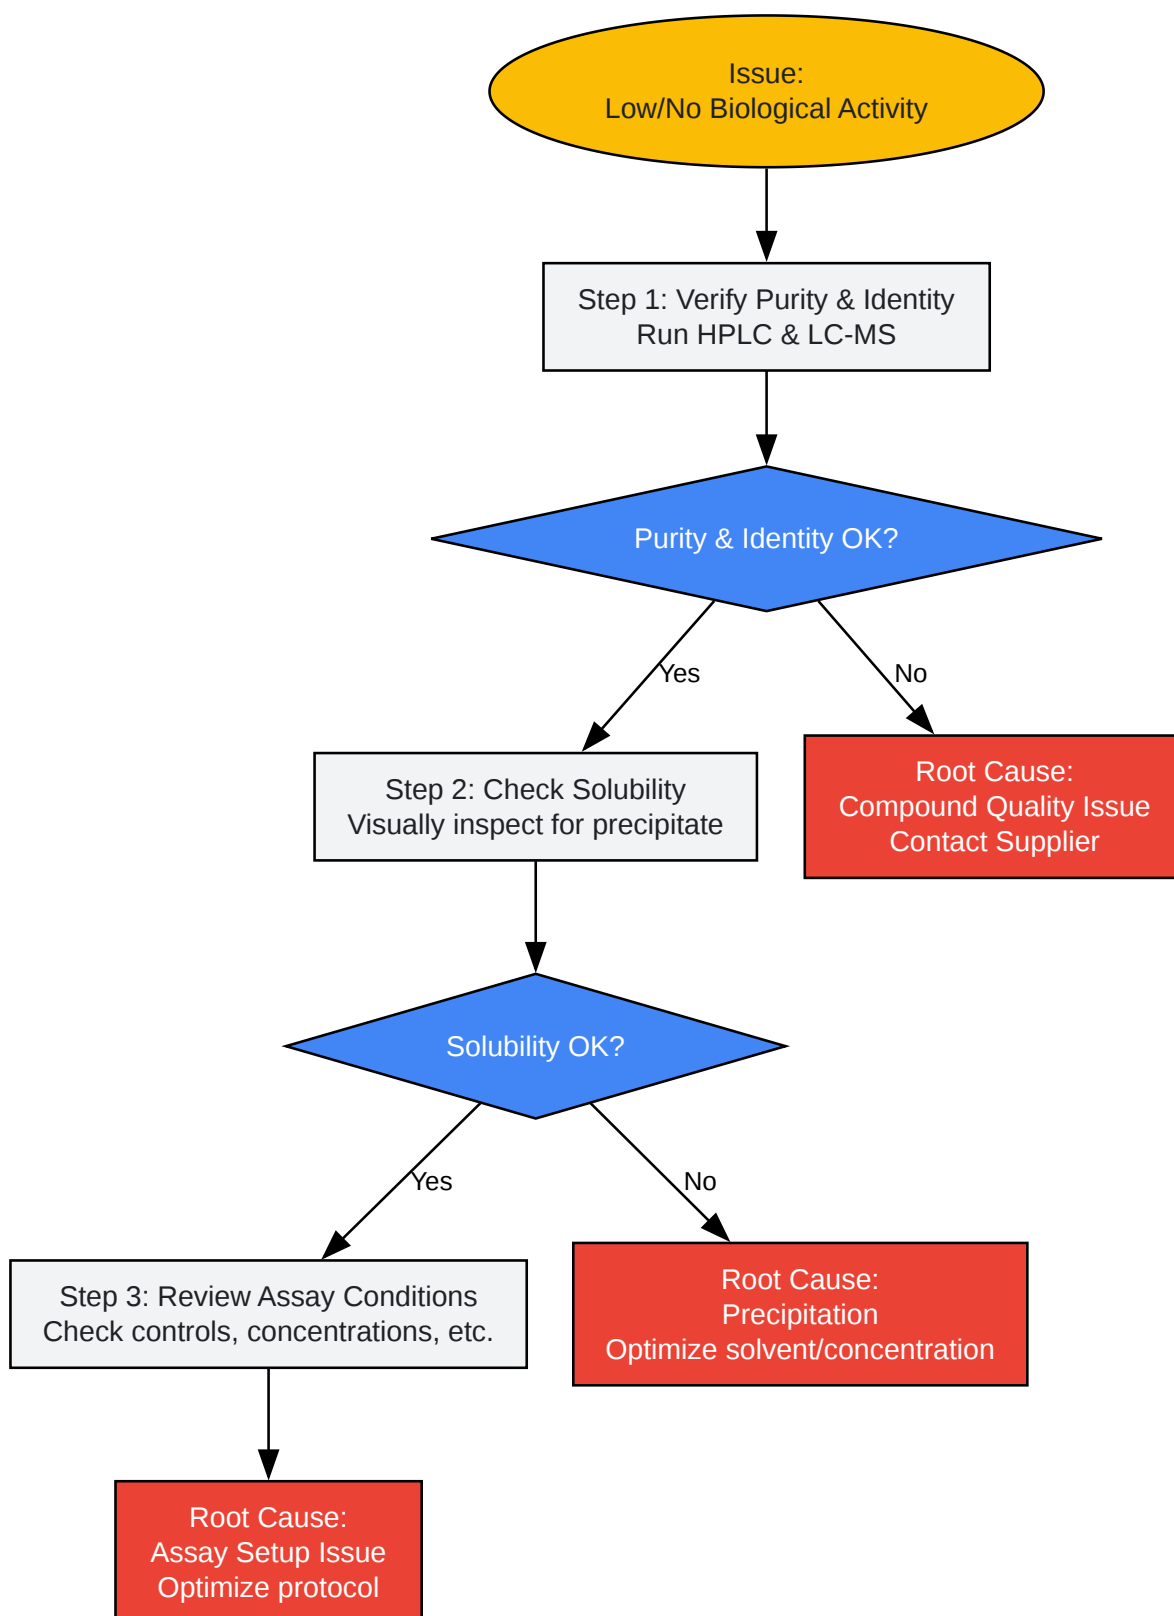 Issue:
Low/No Biological Activity
Step 1: Verify Purity & Identity
Run HPLC & LC-MS
Purity & Identity OK?
Yes
No
Step 2: Check Solubility
Visually inspect for precipitate
Root Cause:
Compound Quality Issue
Contact Supplier
Solubility OK?
Yes
No
Step 3: Review Assay Conditions
Check controls, concentrations, etc.
Root Cause:
Precipitation
Optimize solvent/concentration
Root Cause:
Assay Setup Issue
Optimize protocol